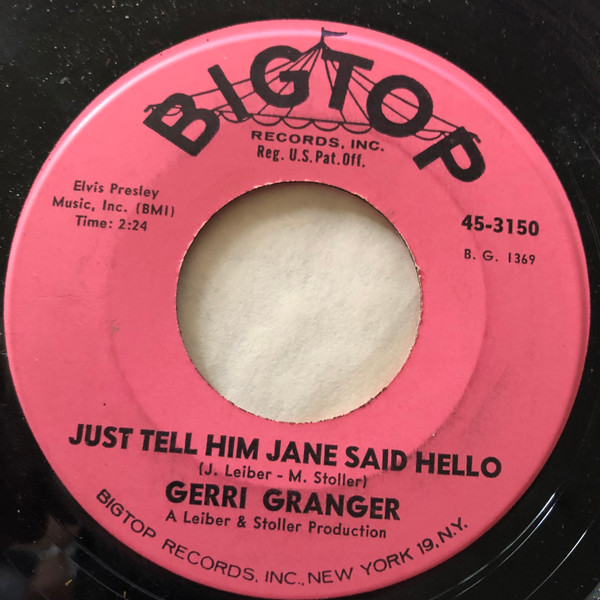 BIGTOP
RECORDS, INC.
Reg. U.S. Pat. Off.
Elvis Presley
Music, Inc. (BMI)
Time: 2:24
45-3150
B. G. 1369
JUST TELL HIM JANE SAID HELLO
(J. Leiber - M. Stoller)
GERRI GRANGER
A Leiber & Stoller Production
BIGTOP RECORDS, INC., NEW YORK 19, N.Y.